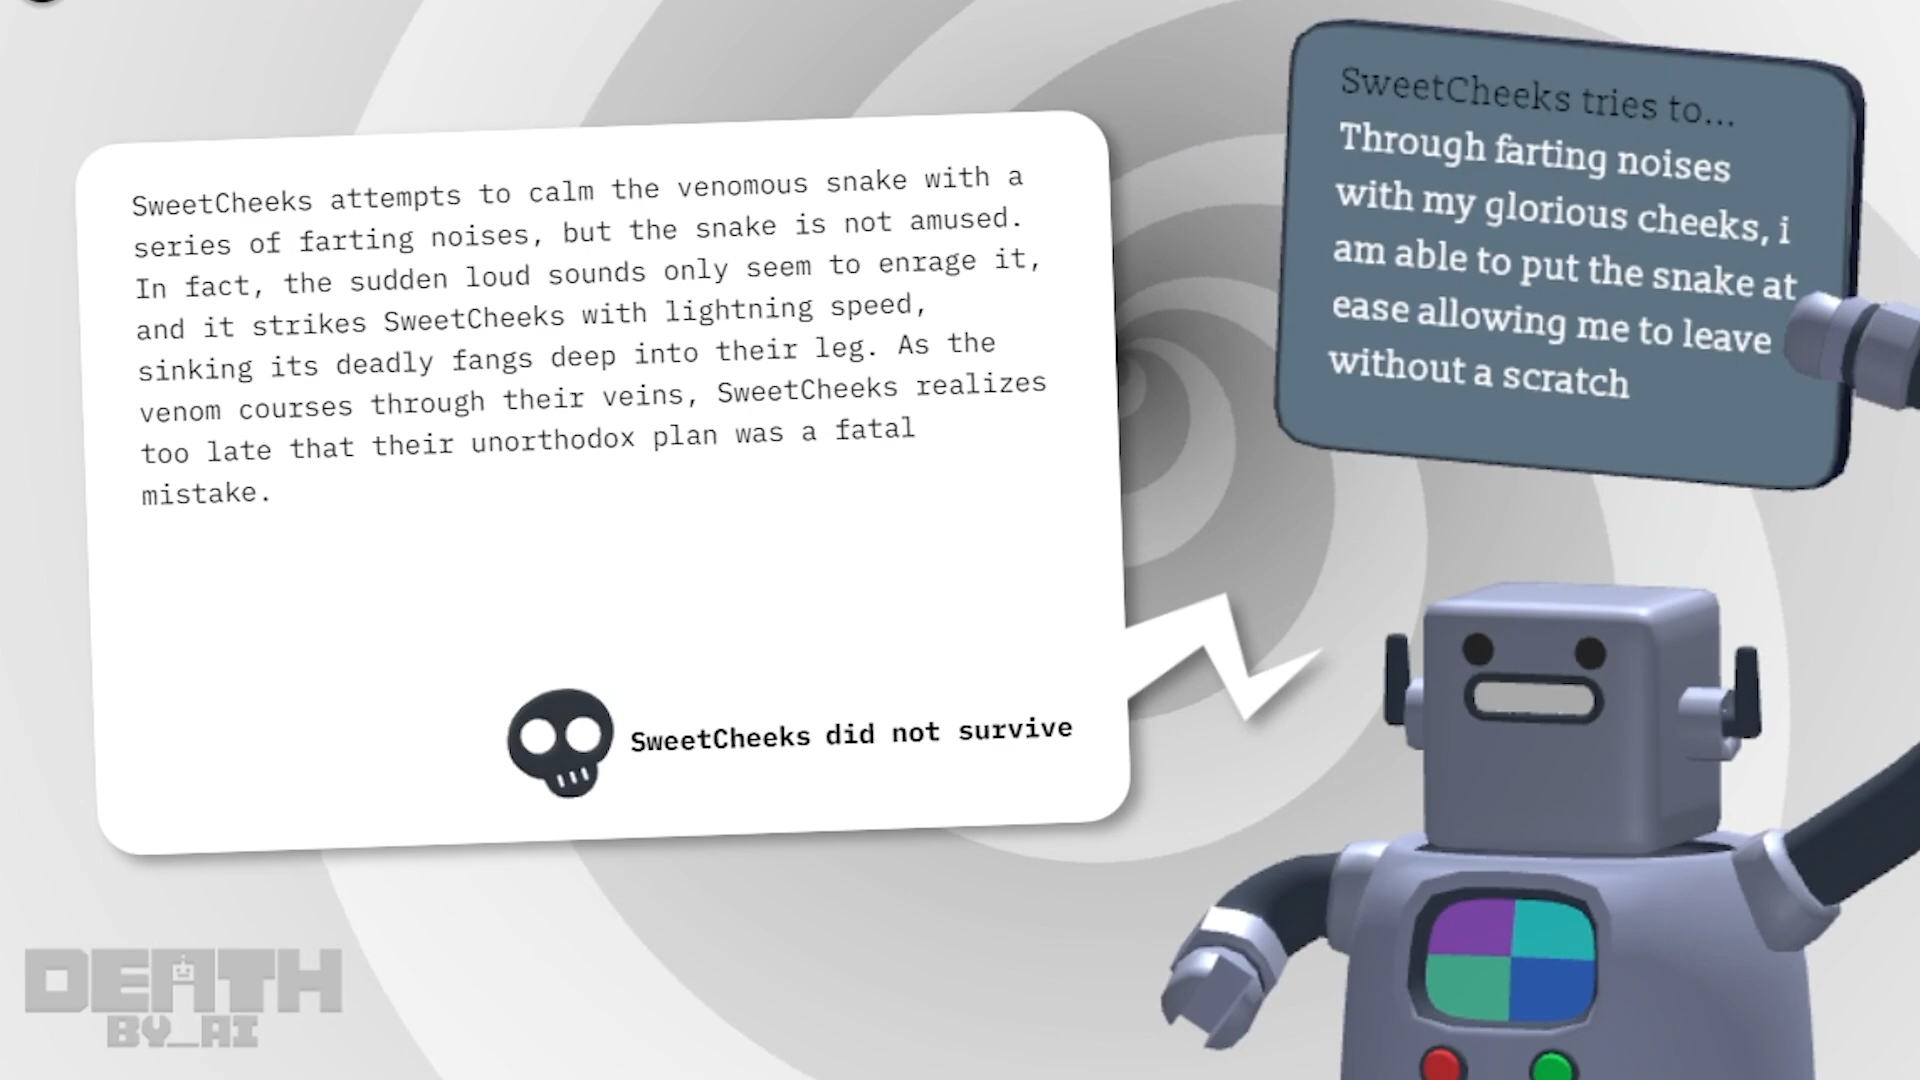 SweetCheeks attempts to calm the venomous snake with a
series of farting noises, but the snake is not amused.
In fact, the sudden loud sounds only seem to enrage it,
and it strikes SweetCheeks with lightning speed,
sinking its deadly fangs deep into their leg. As the
venom courses through their veins, SweetCheeks realizes
too late that their unorthodox plan was a fatal
mistake.
SweetCheeks did not survive
SweetCheeks tries to...
Through farting noises
with my glorious cheeks, i
am able to put the snake at
ease allowing me to leave
without a scratch
DEATH
BY_AI